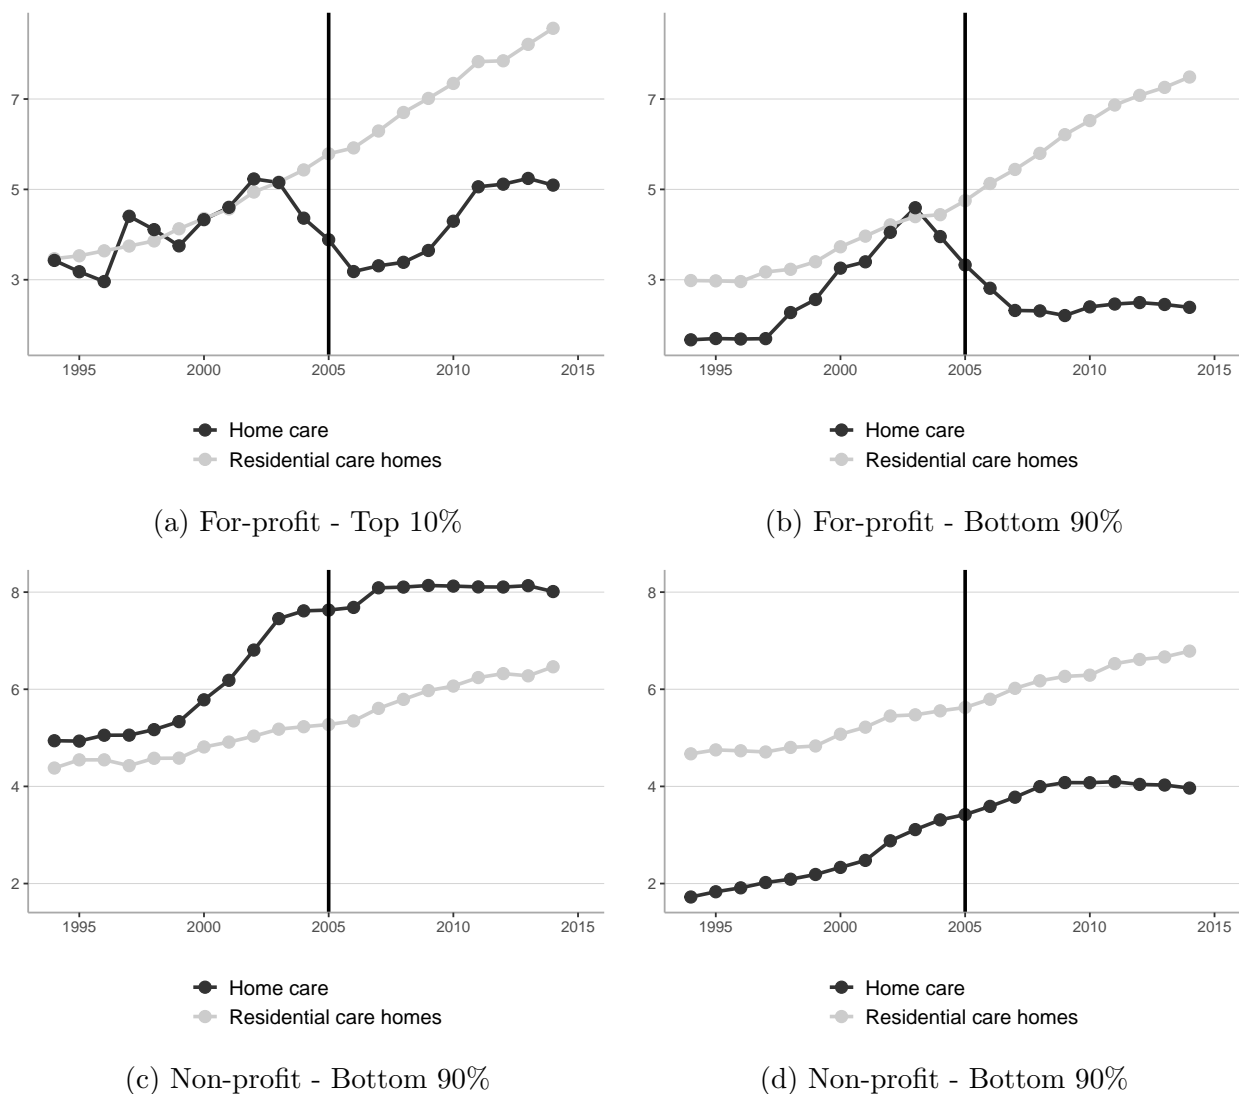 7
5
3
1995 2000 2005 2010 2015
Home care
Residential care homes
(a) For-profit - Top 10%
7
5
3
1995 2000 2005 2010 2015
Home care
Residential care homes
(b) For-profit - Bottom 90%
8
6
4
2
1995 2000 2005 2010 2015
Home care
Residential care homes
(c) Non-profit - Bottom 90%
8
6
4
2
1995 2000 2005 2010 2015
Home care
Residential care homes
(d) Non-profit - Bottom 90%